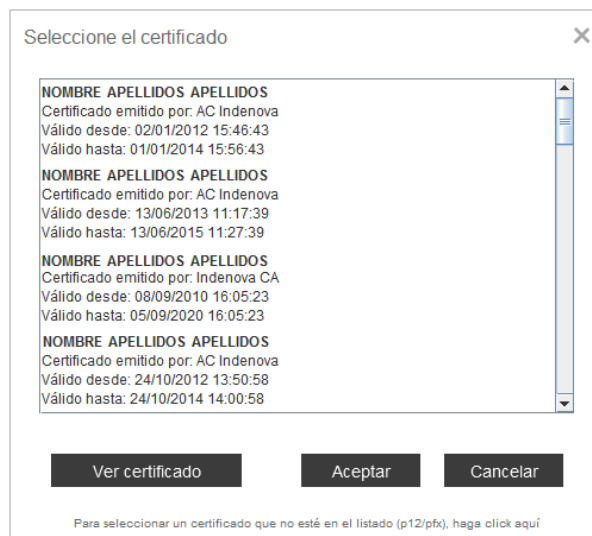 Seleccione el certificado
NOMBRE APELLIDOS APELLIDOS
Certificado emitido por: AC Indenova
Válido desde: 02/01/2012 15:46:43
Válido hasta: 01/01/2014 15:56:43
NOMBRE APELLIDOS APELLIDOS
Certificado emitido por: AC Indenova
Válido desde: 13/06/2013 11:17:39
Válido hasta: 13/06/2015 11:27:39
NOMBRE APELLIDOS APELLIDOS
Certificado emitido por: Indenova CA
Válido desde: 08/09/2010 16:05:23
Válido hasta: 05/09/2020 16:05:23
NOMBRE APELLIDOS APELLIDOS
Certificado emitido por: AC Indenova
Válido desde: 24/10/2012 13:50:58
Válido hasta: 24/10/2014 14:00:58
Ver certificado Aceptar Cancelar
Para seleccionar un certificado que no esté en el listado (p12/pfx), haga click aquí